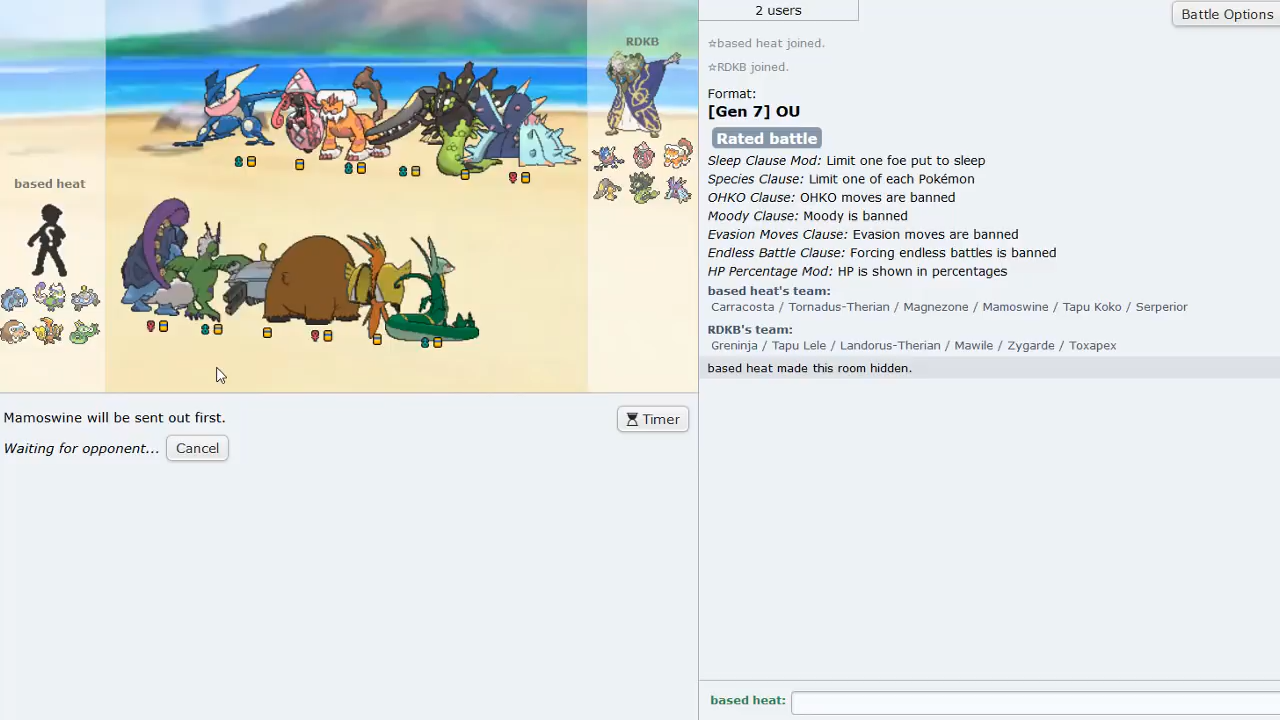 2 users
Battle Options
☆based heat joined.
☆RDKB joined.
Format:
[Gen 7] OU
Rated battle
Sleep Clause Mod: Limit one foe put to sleep
Species Clause: Limit one of each Pokémon
OHKO Clause: OHKO moves are banned
Moody Clause: Moody is banned
Evasion Moves Clause: Evasion moves are banned
Endless Battle Clause: Forcing endless battles is banned
HP Percentage Mod: HP is shown in percentages
based heat's team:
Carracosta / Tornadus-Therian / Magnezone / Mamoswine / Tapu Koko / Serperior
RDKB's team:
Greninja / Tapu Lele / Landorus-Therian / Mawile / Zygarde / Toxapex
based heat made this room hidden.
RDKB
based heat
Mamoswine will be sent out first.
Timer
Waiting for opponent...
Cancel
based heat: